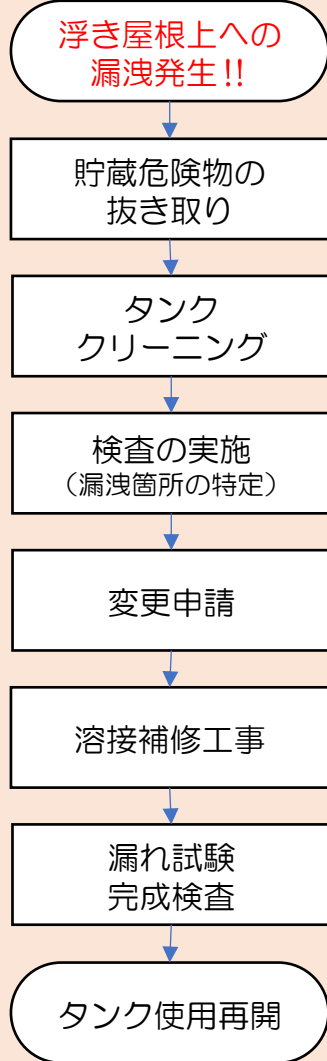 浮き屋根上への
漏洩発生!!
貯蔵危険物の
抜き取り
タンク
クリーニング
検査の実施
（漏洩箇所の特定）
変更申請
溶接補修工事
漏れ試験
完成検査
タンク使用再開